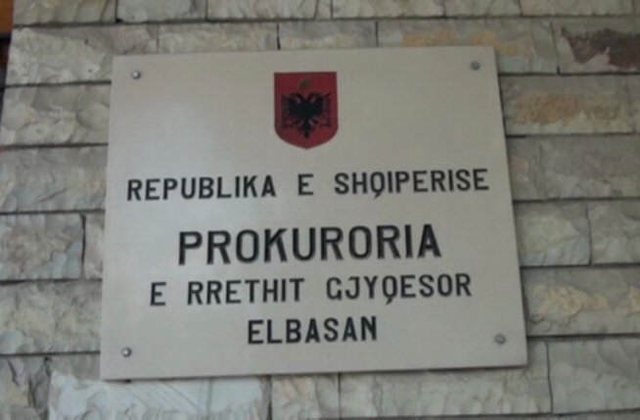 REPUBLIKA E SHQIPERISE
PROKURORIA
E RRETHIT GJYQESOR
ELBASAN